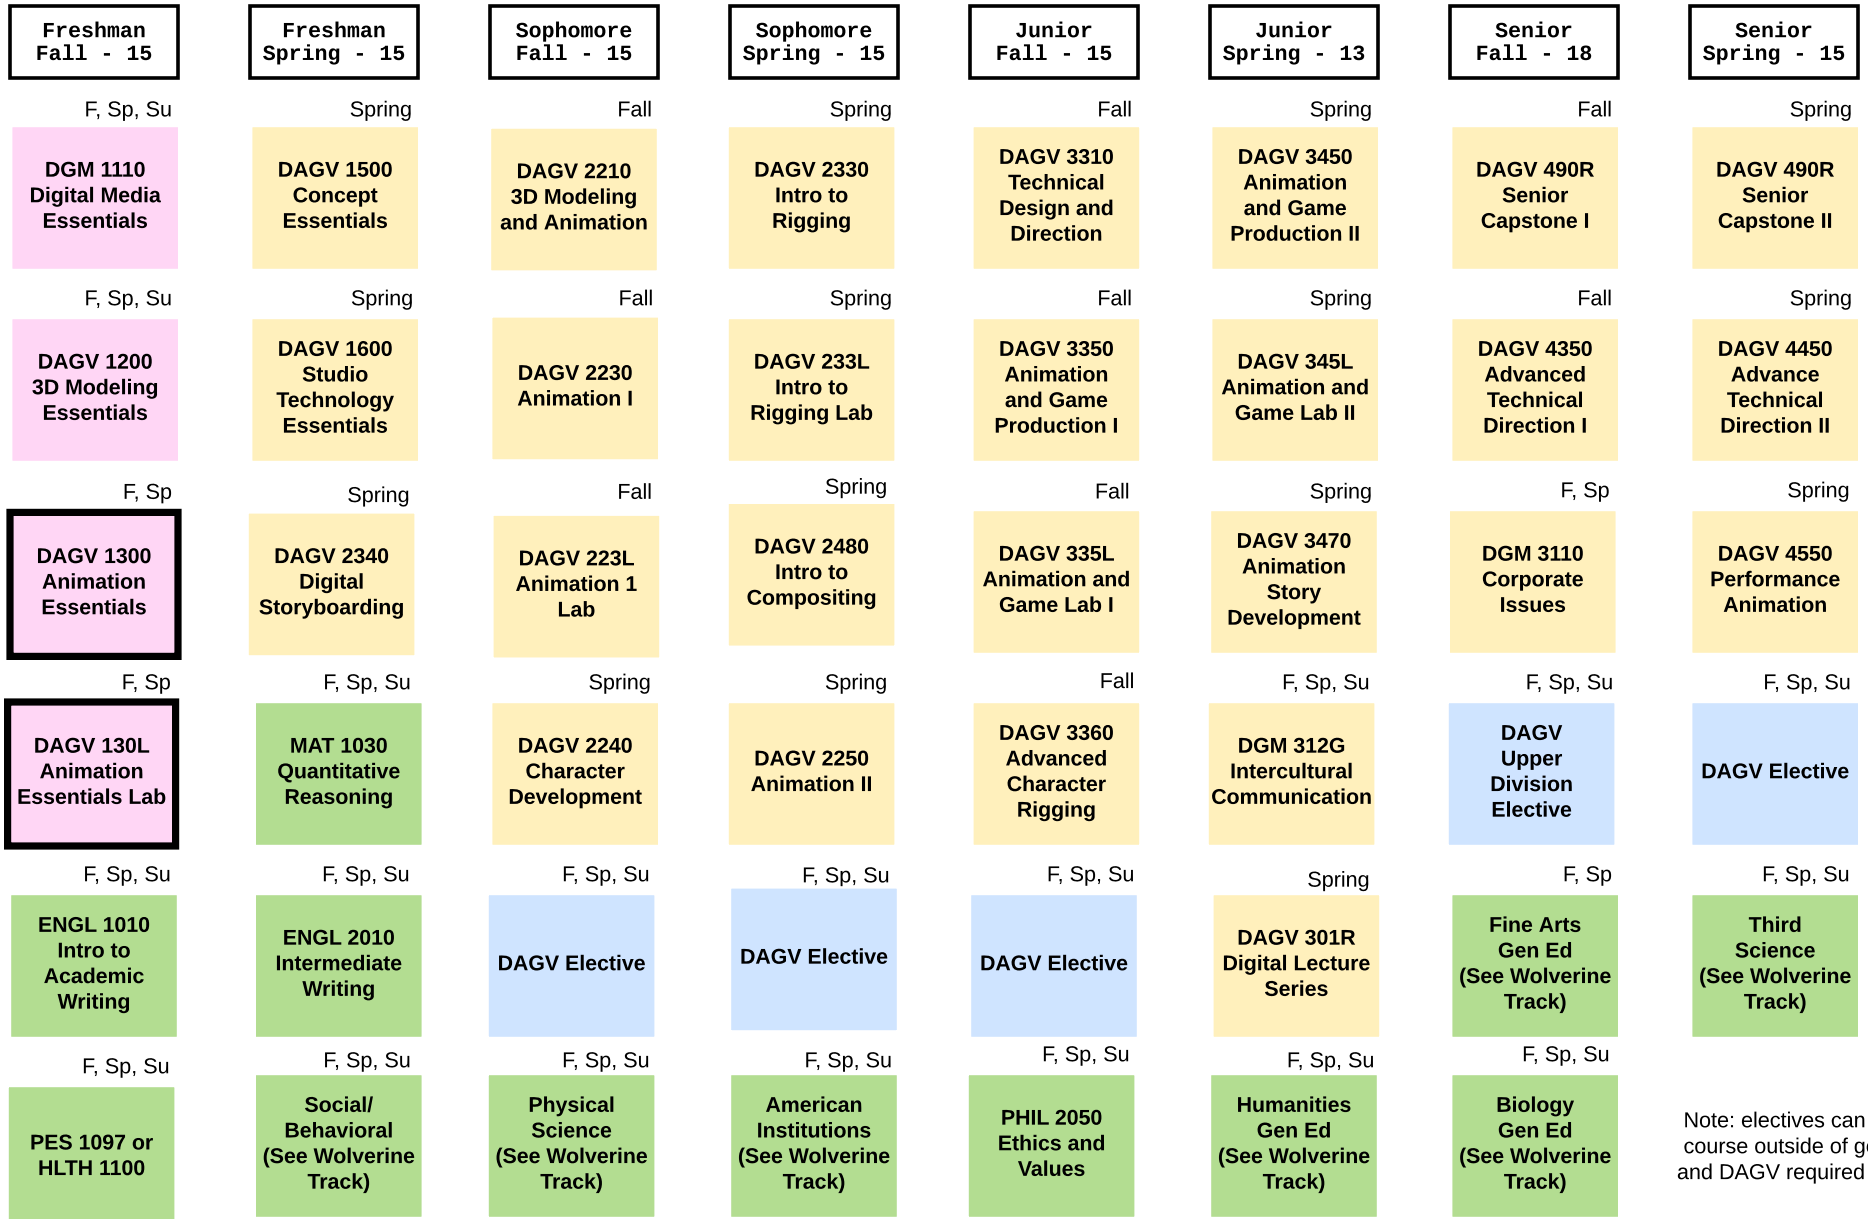 Freshman
Fall - 15
Freshman
Spring - 15
Sophomore
Fall - 15
Sophomore
Spring - 15
Junior
Fall - 15
Junior
Spring - 13
Senior
Fall - 18
Senior
Spring - 15
F, Sp, Su
Spring
Fall
Spring
Fall
Spring
Fall
Spring
DGM 1110
Digital Media
Essentials
DAGV 1500
Concept
Essentials
DAGV 2210
3D Modeling
and Animation
DAGV 2330
Intro to
Rigging
DAGV 3310
Technical
Design and
Direction
DAGV 3450
Animation
and Game
Production II
DAGV 490R
Senior
Capstone I
DAGV 490R
Senior
Capstone II
F, Sp, Su
Spring
Fall
Spring
Fall
Spring
Fall
Spring
DAGV 1200
3D Modeling
Essentials
DAGV 1600
Studio
Technology
Essentials
DAGV 2230
Animation I
DAGV 233L
Intro to
Rigging Lab
DAGV 3350
Animation
and Game
Production I
DAGV 345L
Animation and
Game Lab II
DAGV 4350
Advanced
Technical
Direction I
DAGV 4450
Advance
Technical
Direction II
F, Sp
Spring
Fall
Spring
Fall
Spring
F, Sp
Spring
DAGV 1300
Animation
Essentials
DAGV 2340
Digital
Storyboarding
DAGV 223L
Animation 1
Lab
DAGV 2480
Intro to
Compositing
DAGV 335L
Animation and
Game Lab I
DAGV 3470
Animation
Story
Development
DGM 3110
Corporate
Issues
DAGV 4550
Performance
Animation
F, Sp
F, Sp, Su
Spring
Spring
Fall
F, Sp, Su
F, Sp, Su
F, Sp, Su
DAGV 130L
Animation
Essentials Lab
MAT 1030
Quantitative
Reasoning
DAGV 2240
Character
Development
DAGV 2250
Animation II
DAGV 3360
Advanced
Character
Rigging
DGM 312G
Intercultural
Communication
DAGV
Upper
Division
Elective
DAGV Elective
F, Sp, Su
F, Sp, Su
F, Sp, Su
F, Sp, Su
F, Sp, Su
Spring
F, Sp
F, Sp, Su
ENGL 1010
Intro to
Academic
Writing
ENGL 2010
Intermediate
Writing
DAGV Elective
DAGV Elective
DAGV Elective
DAGV 301R
Digital Lecture
Series
Fine Arts
Gen Ed
(See Wolverine
Track)
Third
Science
(See Wolverine
Track)
F, Sp, Su
F, Sp, Su
F, Sp, Su
F, Sp, Su
F, Sp, Su
F, Sp, Su
F, Sp, Su
PES 1097 or
HLTH 1100
Social/
Behavioral
(See Wolverine
Track)
Physical
Science
(See Wolverine
Track)
American
Institutions
(See Wolverine
Track)
PHIL 2050
Ethics and
Values
Humanities
Gen Ed
(See Wolverine
Track)
Biology
Gen Ed
(See Wolverine
Track)
Note: electives can
course outside of
and DAGV required